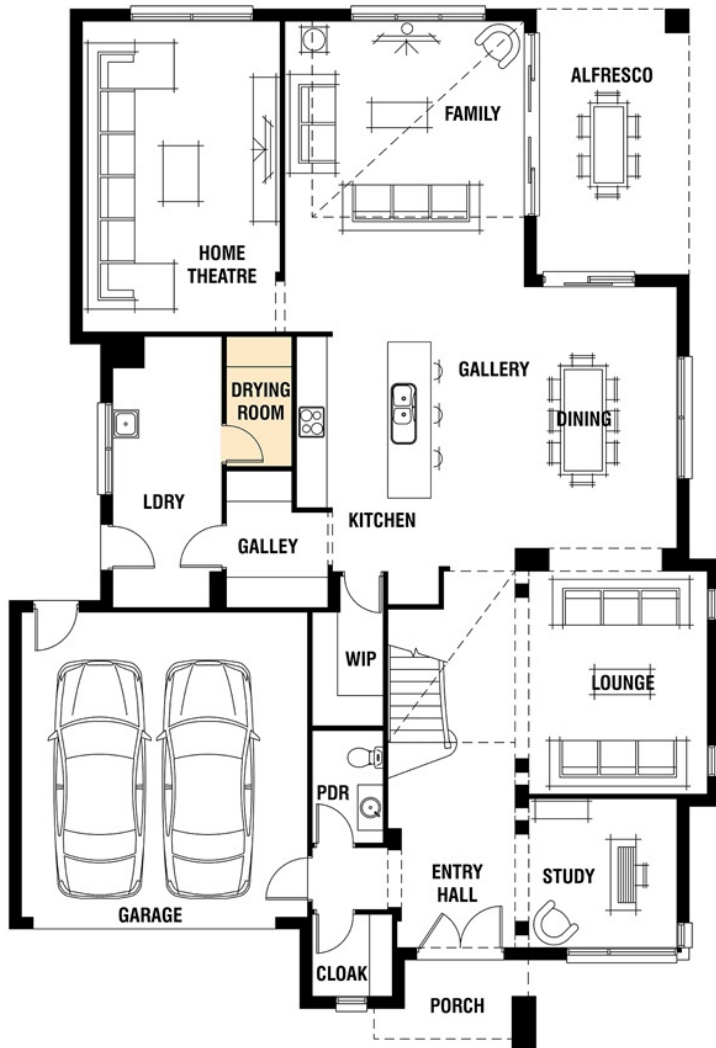 ALFRESCO
FAMILY
HOME
THEATRE
DRYING
ROOM
GALLERY
DINING
LDRY
GALLEY
KITCHEN
WIP
LOUNGE
PDR
ENTRY
HALL
STUDY
GARAGE
CLOAK
PORCH